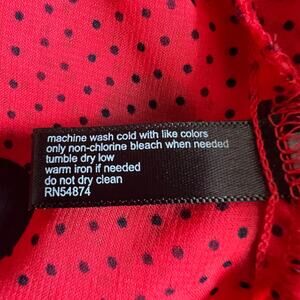 machine wash cold with like colors
only non-chlorine bleach when needed
tumble dry low
warm iron if needed
do not dry clean
RN54874